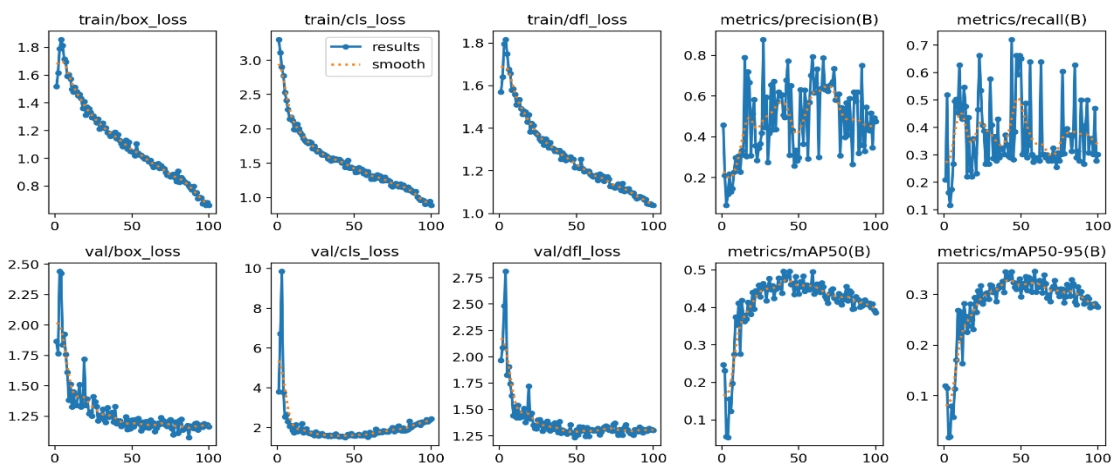 train/box_loss
train/cls_loss
train/dfl_loss
metrics/precision(B)
metrics/recall(B)
1.8
1.6
1.4
1.2
1.0
0.8
0 50 100
3.0
2.5
2.0
1.5
1.0
results
smooth
0 50 100
1.8
1.6
1.4
1.2
1.0
0 50 100
0.8
0.6
0.4
0.2
0 50 100
0.7
0.6
0.5
0.4
0.3
0.2
0.1
0 50 100
val/box_loss
val/cls_loss
val/dfl_loss
metrics/mAP50(B)
metrics/mAP50-95(B)
2.50
2.25
2.00
1.75
1.50
1.25
0 50 100
10
8
6
4
2
0 50 100
2.75
2.50
2.25
2.00
1.75
1.50
1.25
0 50 100
0.5
0.4
0.3
0.2
0.1
0 50 100
0.3
0.2
0.1
0 50 100